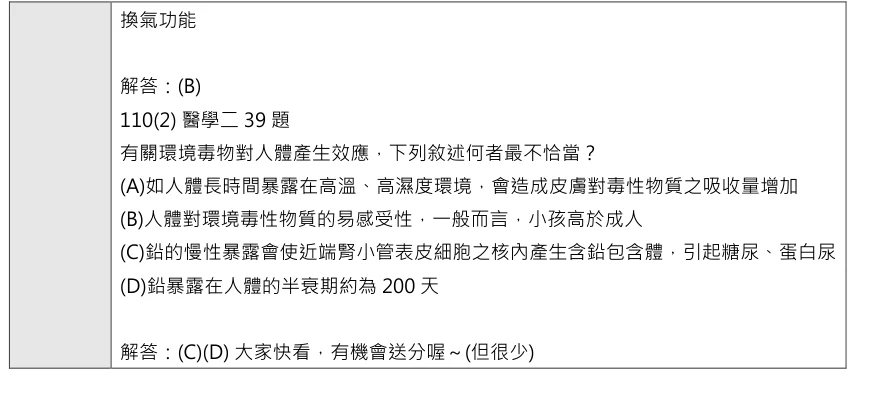 換氣功能
解答：(B)
110(2) 醫學二 39 題
有關環境毒物對人體產生效應，下列敘述何者最不恰當？
(A)如人體長時間暴露在高溫、高濕度環境，會造成皮膚對毒性物質之吸收量增加
(B)人體對環境毒性物質的易感受性，一般而言，小孩高於成人
(C)鉛的慢性暴露會使近端腎小管表皮細胞之核內產生含鉛包含體，引起糖尿、蛋白尿
(D)鉛暴露在人體的半衰期約為 200 天
解答：(C)(D) 大家快看，有機會送分喔～(但很少)